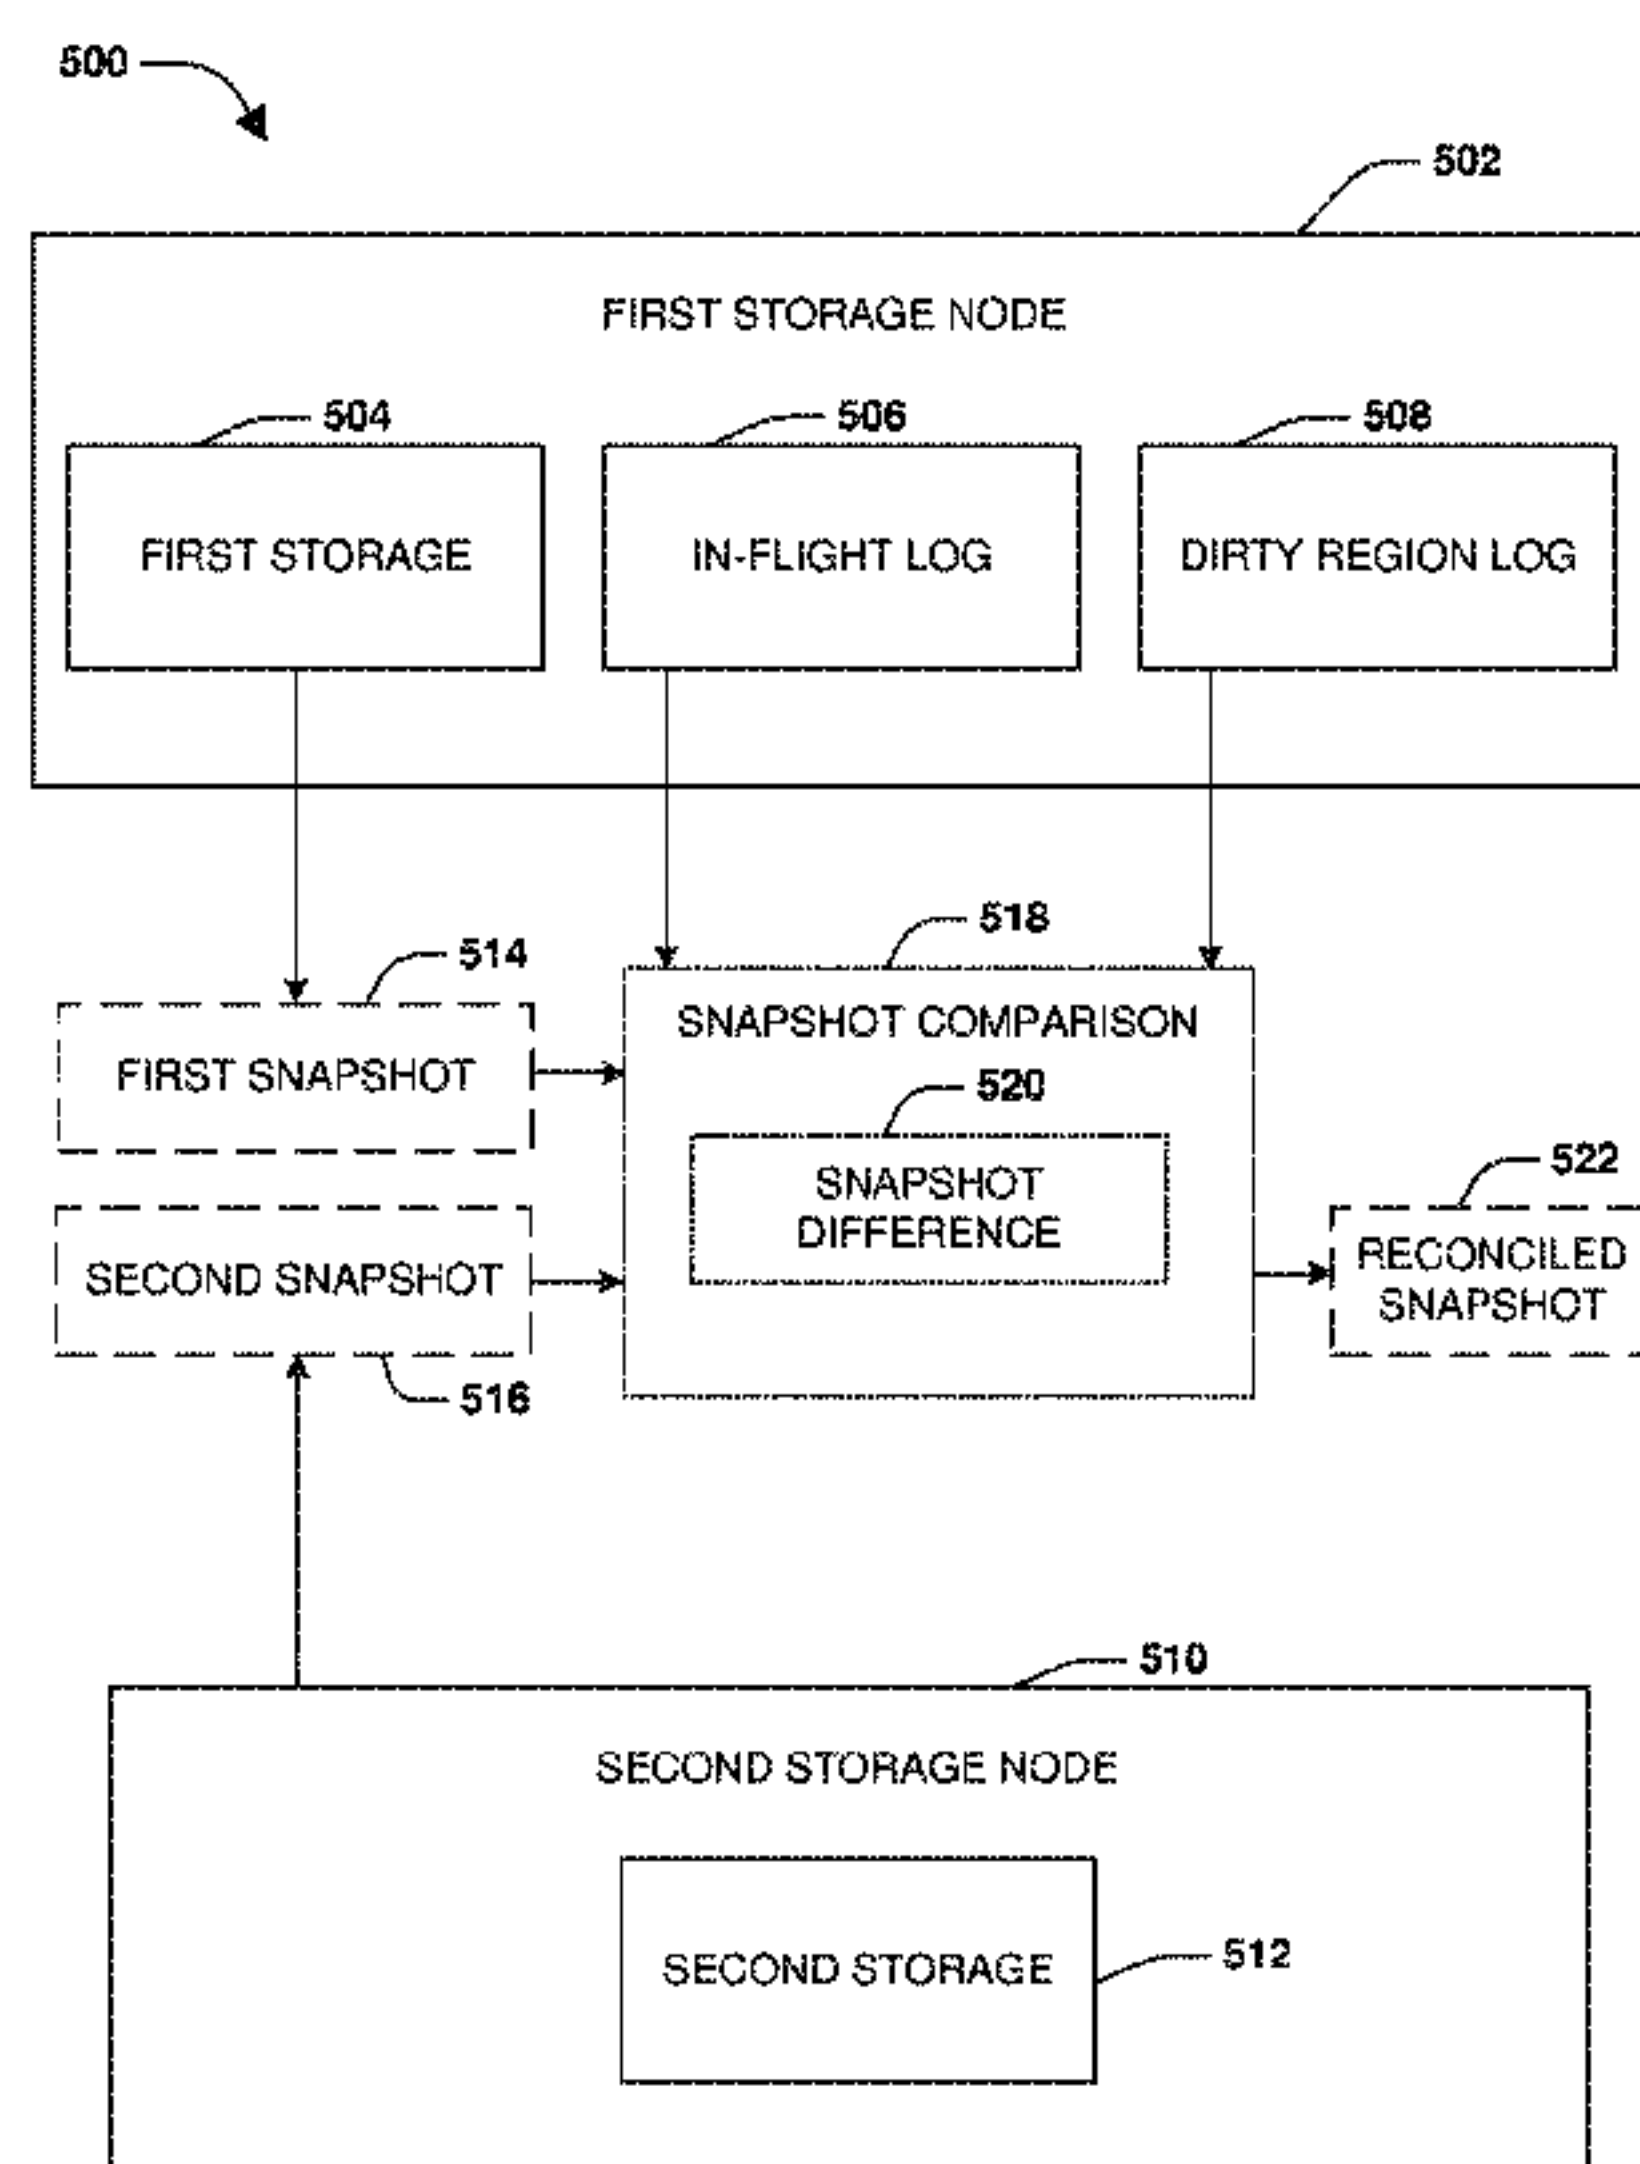 500
502
FIRST STORAGE NODE
504
506
508
FIRST STORAGE
IN-FLIGHT LOG
DIRTY REGION LOG
518
514
SNAPSHOT COMPARISON
FIRST SNAPSHOT
520
522
SNAPSHOT
DIFFERENCE
SECOND SNAPSHOT
RECONCILED
SNAPSHOT
516
510
SECOND STORAGE NODE
SECOND STORAGE
512